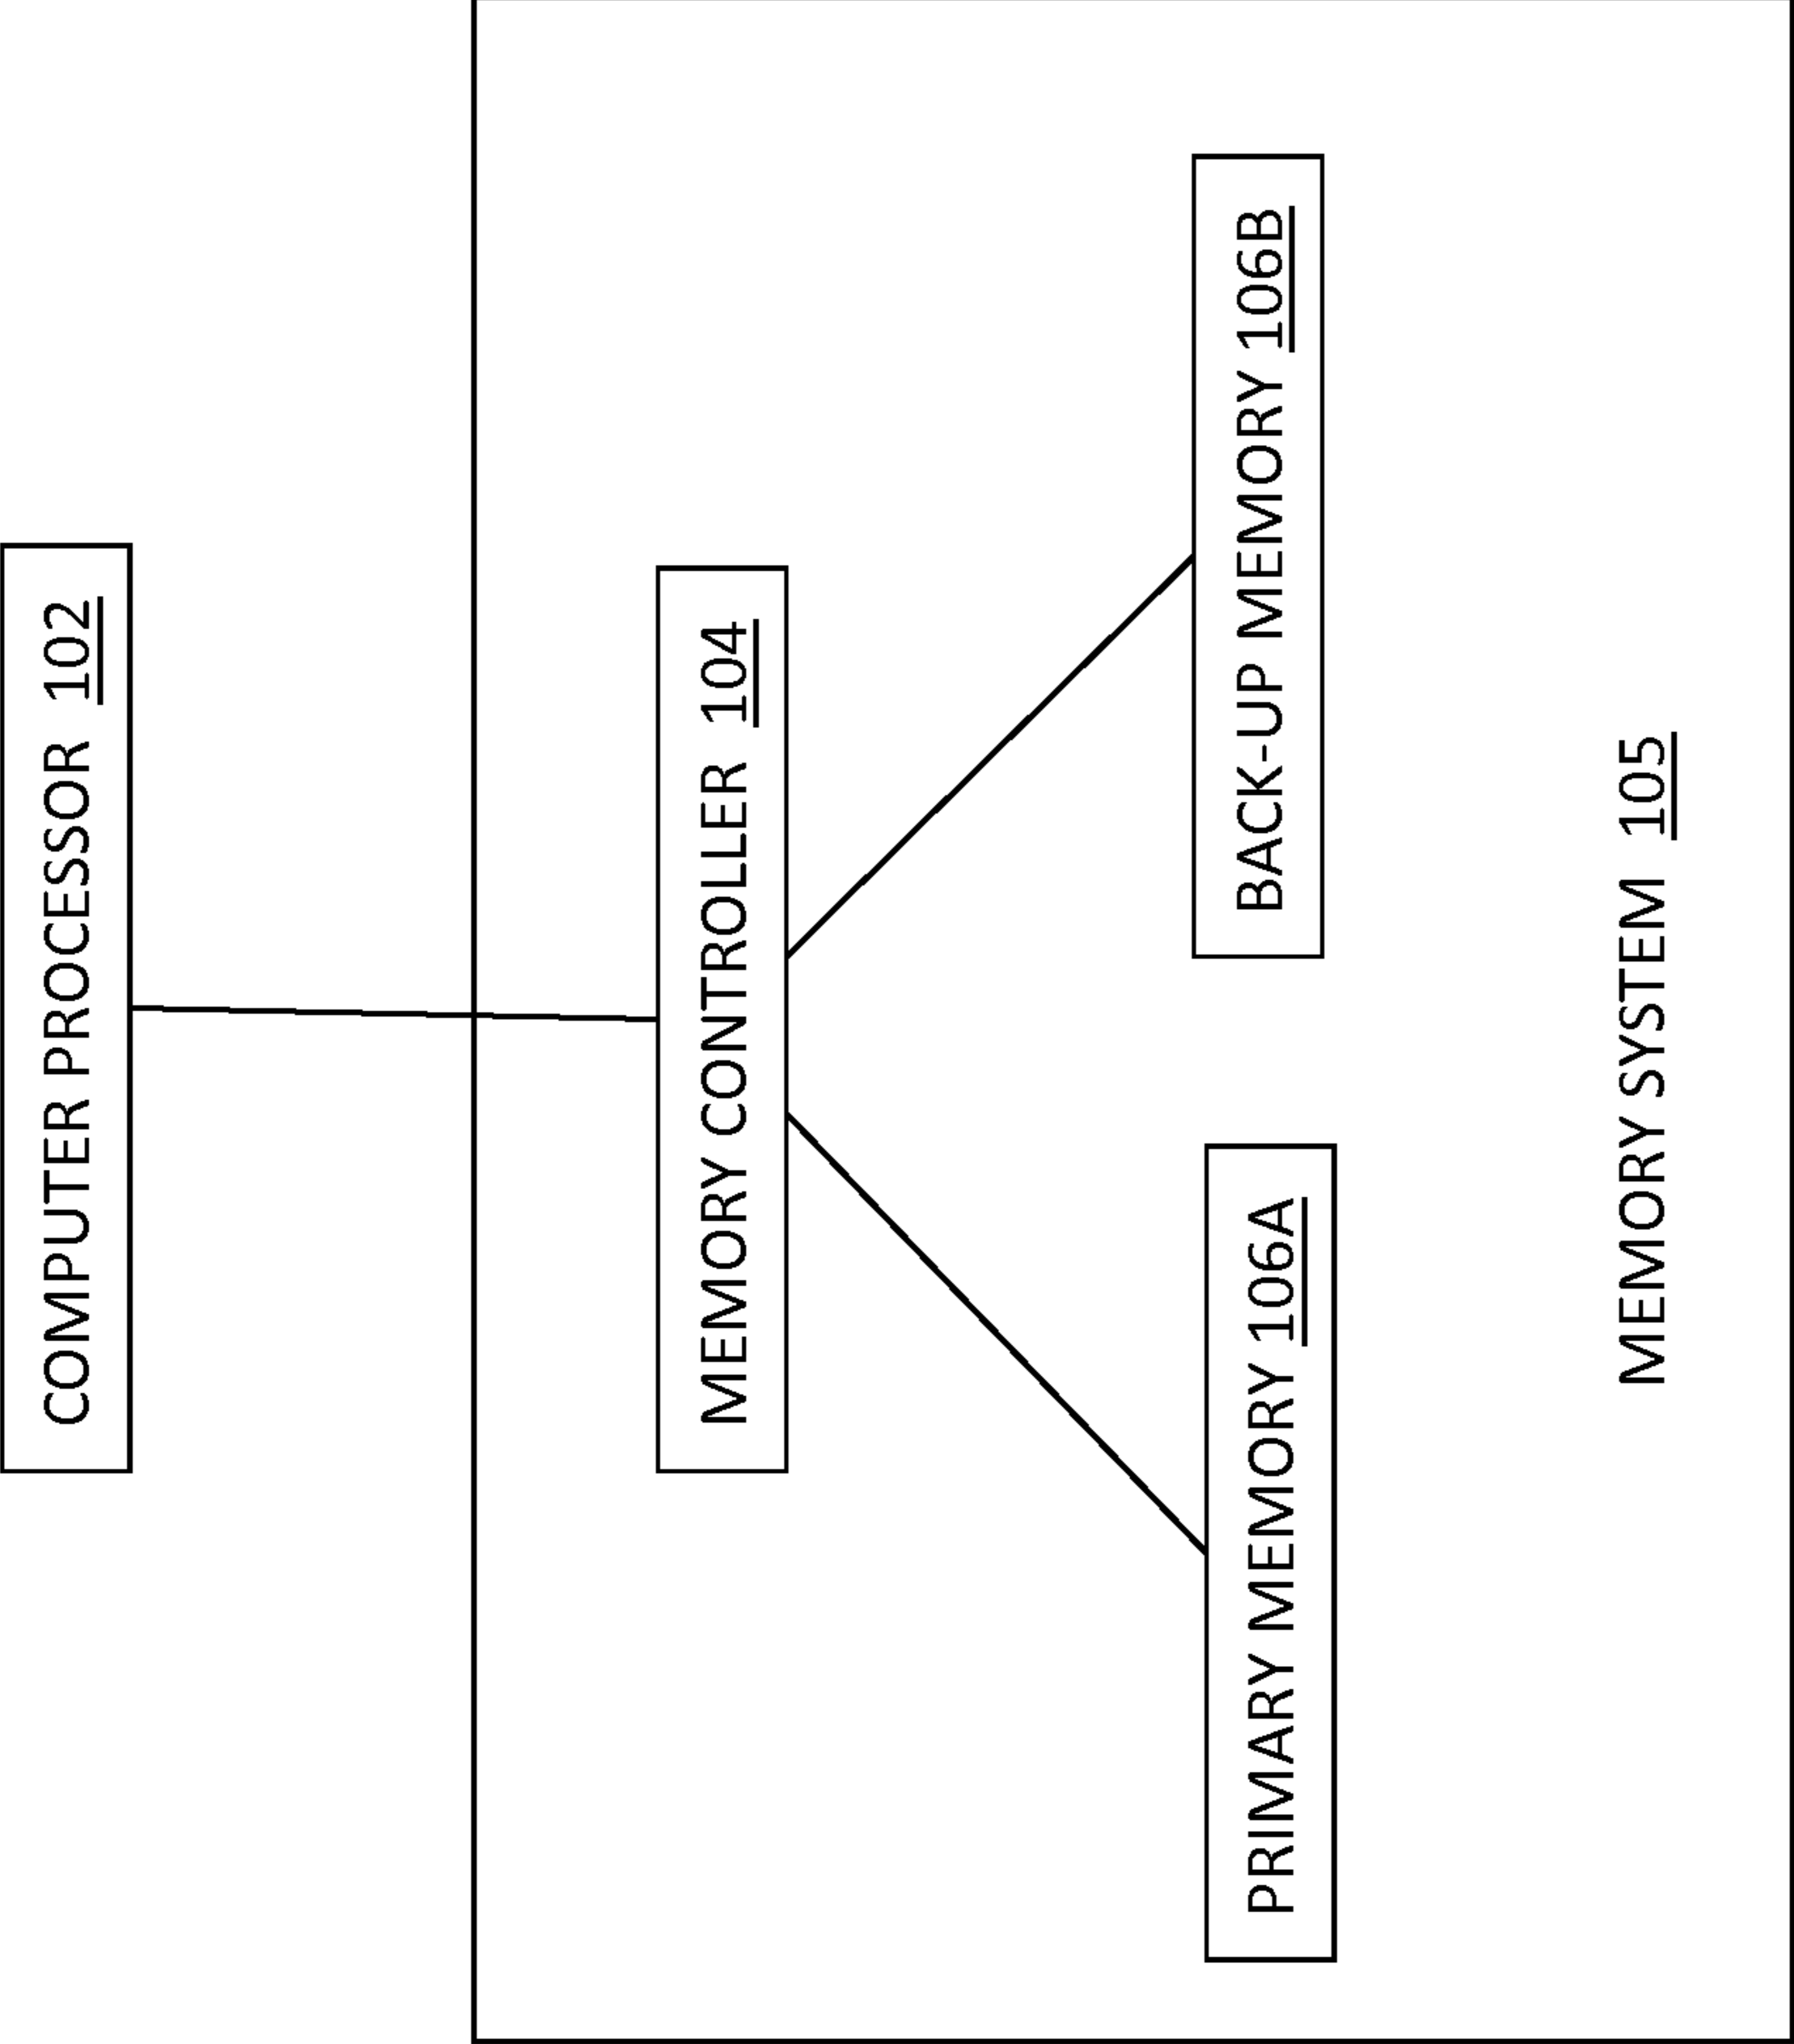 COMPUTER PROCESSOR 102
MEMORY CONTROLLER 104
PRIMARY MEMORY 106A
BACK-UP MEMORY 106B
MEMORY SYSTEM 105